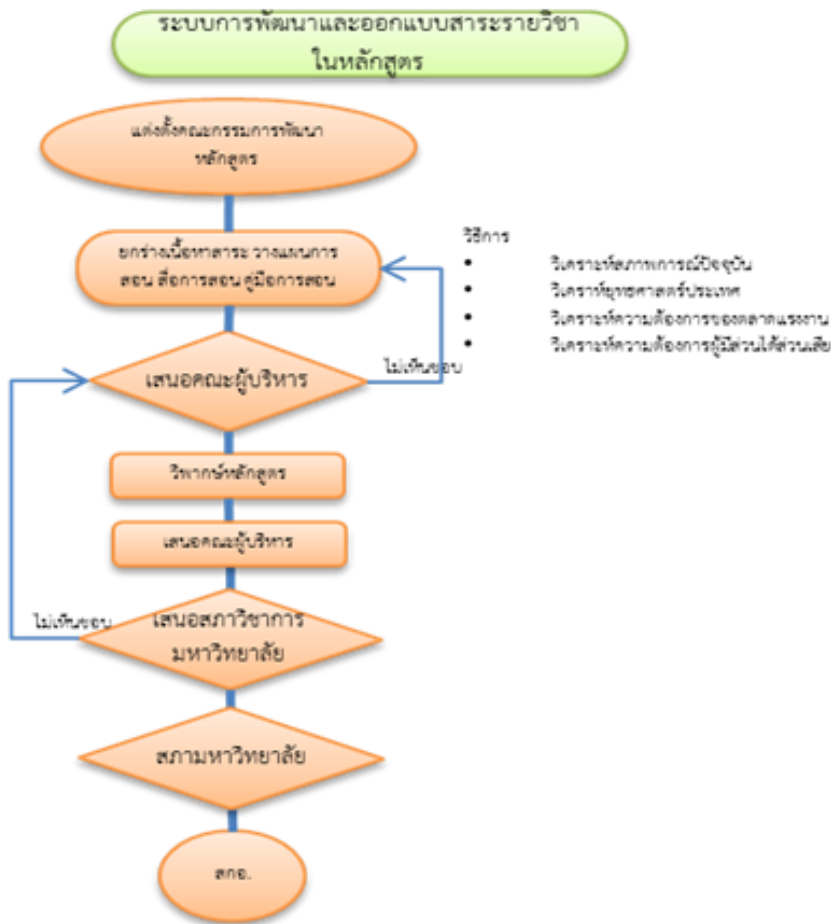 ระบบการพัฒนาและออกแบบสาระรายวิชา
ในหลักสูตร
แต่งตั้งคณะกรรมการพัฒนา
หลักสูตร
ยกร่างเนื้อหาสาระ วางแผนการ
สอน สื่อการสอน คู่มือการสอน
วิธีการ
• วิเคราะห์สภาพการณ์ปัจจุบัน
• วิเคราห์ยุทธศาสตร์ประเทศ
• วิเคราะห์ความต้องการของตลาดแรงงาน
• วิเคราะห์ความต้องการผู้มีส่วนได้ส่วนเสีย
เสนอคณะผู้บริหาร
ไม่เห็นชอบ
วิพากษ์หลักสูตร
เสนอคณะผู้บริหาร
ไม่เห็นชอบ
เสนอสภาวิชาการ
มหาวิทยาลัย
สภามหาวิทยาลัย
สกอ.